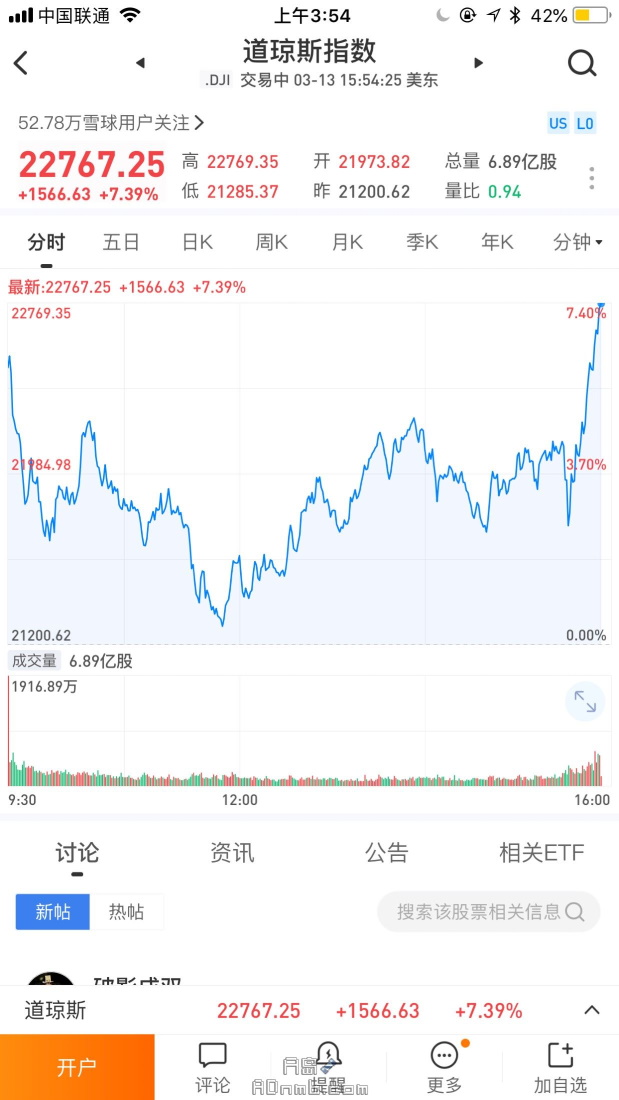 中国联通 上午3:54 42%
道琼斯指数
.DJI 交易中 03-13 15:54:25 美东
52.78万雪球用户关注 US L0
22767.25
+1566.63 +7.39%
高 22769.35 开 21973.82 总量 6.89亿股
低 21285.37 昨 21200.62 量比 0.94
分时 五日 日K 周K 月K 季K 年K 分钟
最新:22767.25 +1566.63 +7.39%
22769.35 7.40%
21984.98 3.70%
21200.62 0.00%
成交量 6.89亿股
1916.89万
9:30 12:00 16:00
讨论 资讯 公告 相关ETF
新帖 热帖 搜索该股票相关信息
道琼斯 22767.25 +1566.63 +7.39%
开户 评论 提醒 更多 加自选